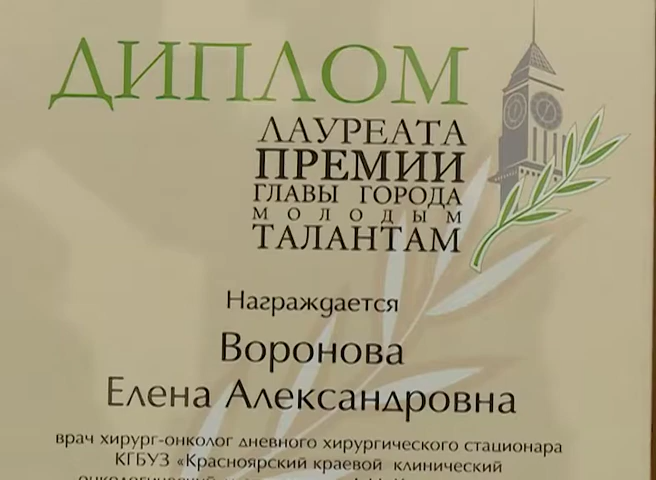 ДИПЛОМ
ЛАУРЕАТА
ПРЕМИИ
ГЛАВЫ ГОРОДА
МОЛОДЫМ
ТАЛАНТАМ
Награждается
Воронова
Елена Александровна
врач хирург-онколог дневного хирургического стационара
КГБУЗ «Красноярский краевой клинический
онкологический